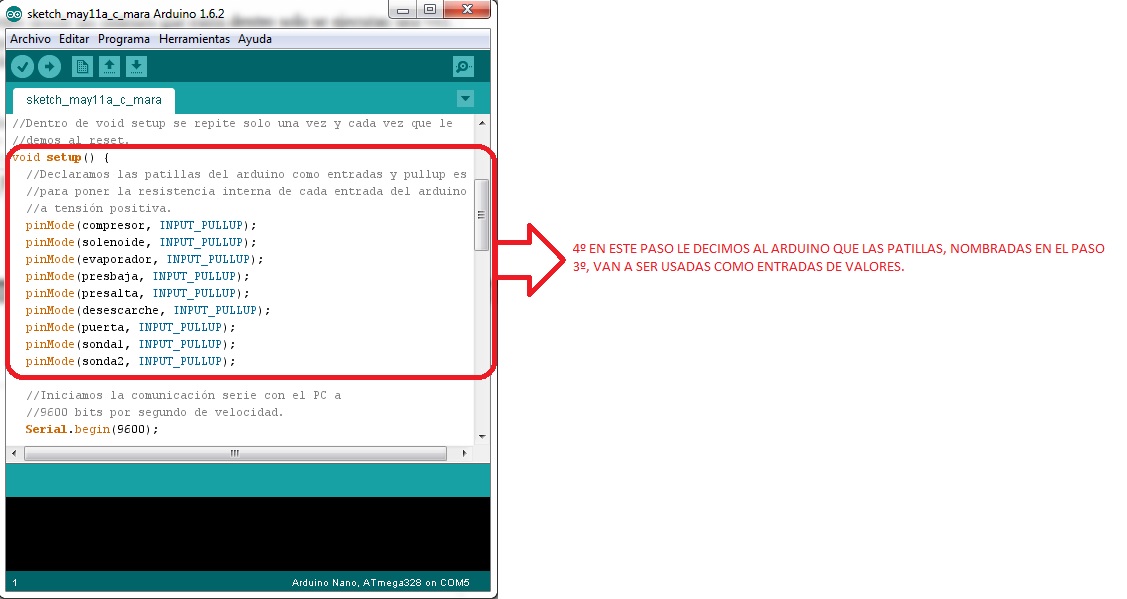 sketch_may11a_c_mara Arduino 1.6.2
Archivo Editar Programa Herramientas Ayuda
sketch_may11a_c_mara
//Dentro de void setup se repite solo una vez y cada vez que le
//demos al reset.
void setup() {
//Declaramos las patillas del arduino como entradas y pullup es
//para poner la resistencia interna de cada entrada del arduino
//a tensión positiva.
pinMode(compresor, INPUT_PULLUP);
pinMode(solenoide, INPUT_PULLUP);
pinMode(evaporador, INPUT_PULLUP);
pinMode(presbaja, INPUT_PULLUP);
pinMode(presalta, INPUT_PULLUP);
pinMode(desescarche, INPUT_PULLUP);
pinMode(puerta, INPUT_PULLUP);
pinMode(sonda1, INPUT_PULLUP);
pinMode(sonda2, INPUT_PULLUP);
//Iniciamos la comunicación serie con el PC a
//9600 bits por segundo de velocidad.
Serial.begin(9600);
1
Arduino Nano, ATmega328 on COM5
4º EN ESTE PASO LE DECIMOS AL ARDUINO QUE LAS PATILLAS, NOMBRADAS EN EL PASO
3º, VAN A SER USADAS COMO ENTRADAS DE VALORES.